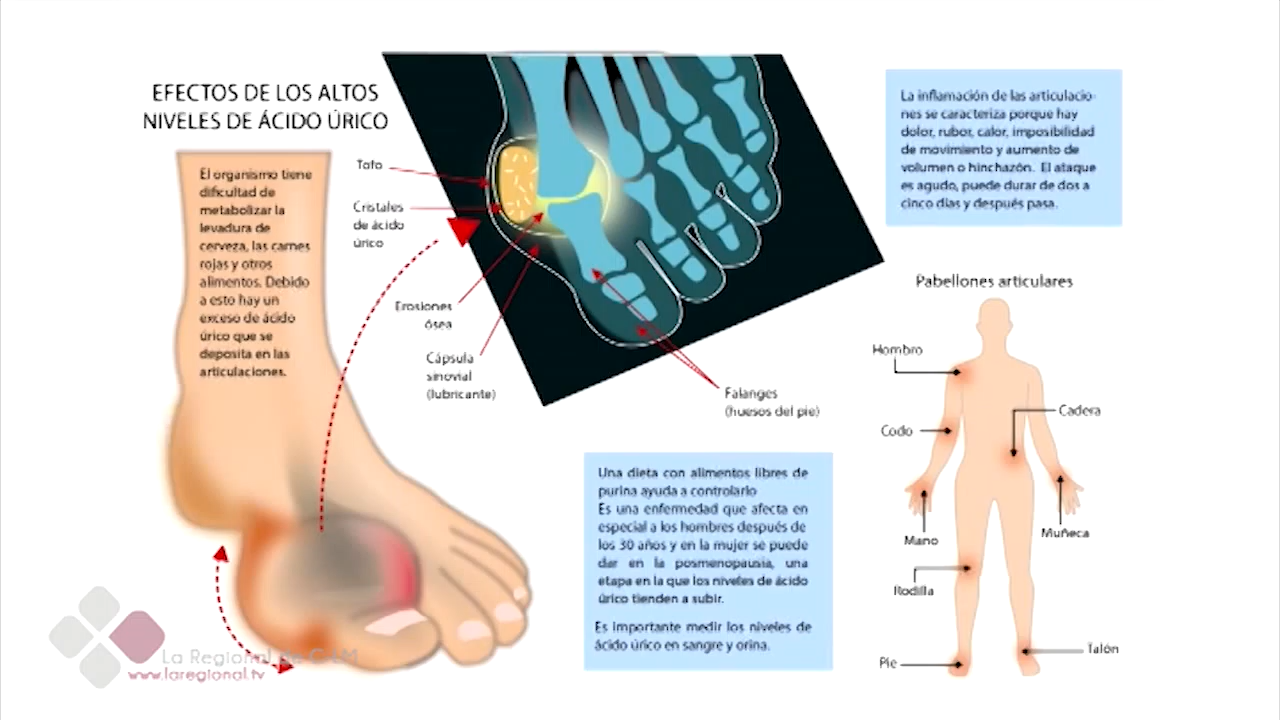 EFECTOS DE LOS ALTOS
NIVELES DE ÁCIDO ÚRICO
El organismo tiene
dificultad de
metabolizar la
levadura de
cerveza, las carnes
rojas y otros
alimentos. Debido
a esto hay un
exceso de ácido
úrico que se
deposita en las
articulaciones.
Tofo
Cristales
de ácido
úrico
Erosiones
ósea
Cápsula
sinovial
(lubricante)
Falanges
(huesos del pie)
La inflamación de las articulacio-
nes se caracteriza porque hay
dolor, rubor, calor, imposibilidad
de movimiento y aumento de
volumen o hinchazón. El ataque
es agudo, puede durar de dos a
cinco días y después pasa.
Una dieta con alimentos libres de
purina ayuda a controlarlo
Es una enfermedad que afecta en
especial a los hombres después de
los 30 años y en la mujer se puede
dar en la posmenopausia, una
etapa en la que los niveles de ácido
úrico tienden a subir.
Es importante medir los niveles de
ácido úrico en sangre y orina.
Pabellones articulares
Hombro
Cadera
Codo
Mano
Muñeca
Rodilla
Talón
Pie
La Regional de C-LM
www.laregional.tv